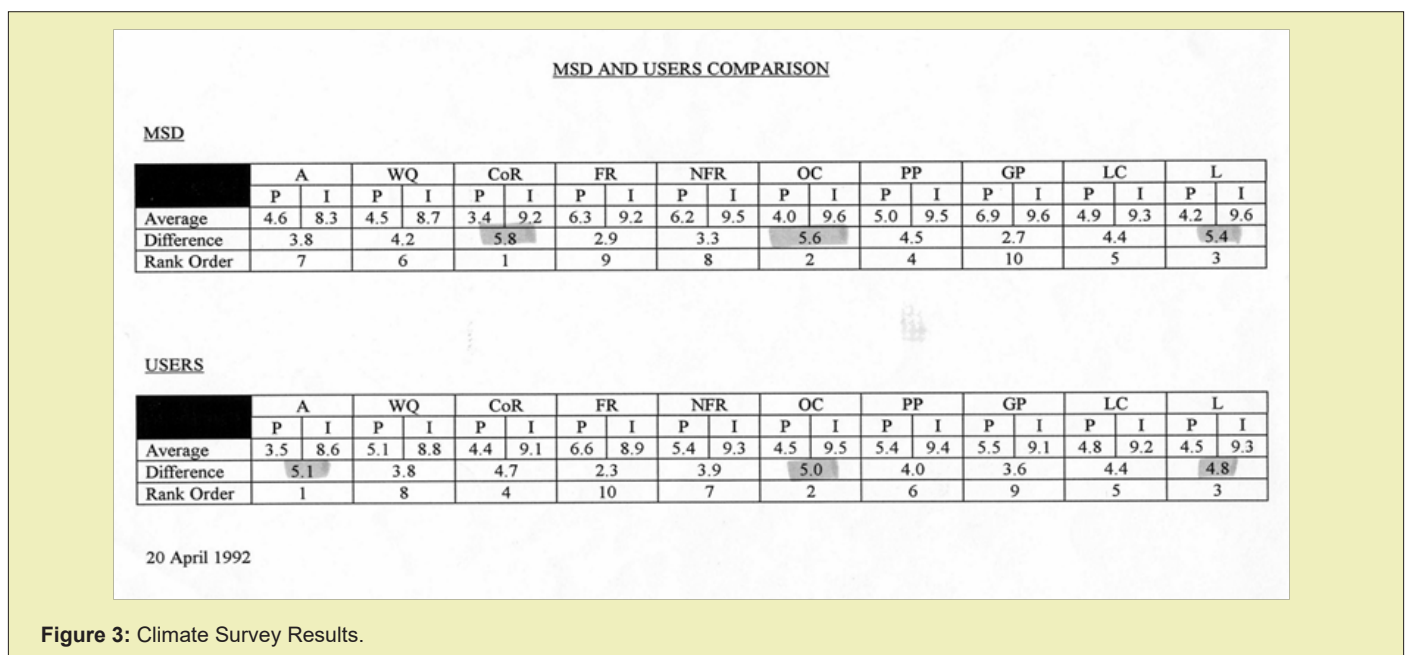 MSD AND USERS COMPARISON
MSD
A WQ CoR FR NFR OC PP GP LC L
P I P I P I P I P I P I P I P I P I P I
Average 4.6 8.3 4.5 8.7 3.4 9.2 6.3 9.2 6.2 9.5 4.0 9.6 5.0 9.5 6.9 9.6 4.9 9.3 4.2 9.6
Difference 3.8 4.2 5.8 2.9 3.3 5.6 4.5 2.7 4.4 5.4
Rank Order 7 6 1 9 8 2 4 10 5 3
USERS
A WQ CoR FR NFR OC PP GP LC L
P I P I P I P I P I P I P I P I P I P I
Average 3.5 8.6 5.1 8.8 4.4 9.1 6.6 8.9 5.4 9.3 4.5 9.5 5.4 9.4 5.5 9.1 4.8 9.2 4.5 9.3
Difference 5.1 3.8 4.7 2.3 3.9 5.0 4.0 3.6 4.4 4.8
Rank Order 1 8 4 10 7 2 6 9 5 3
20 April 1992
Figure 3: Climate Survey Results.